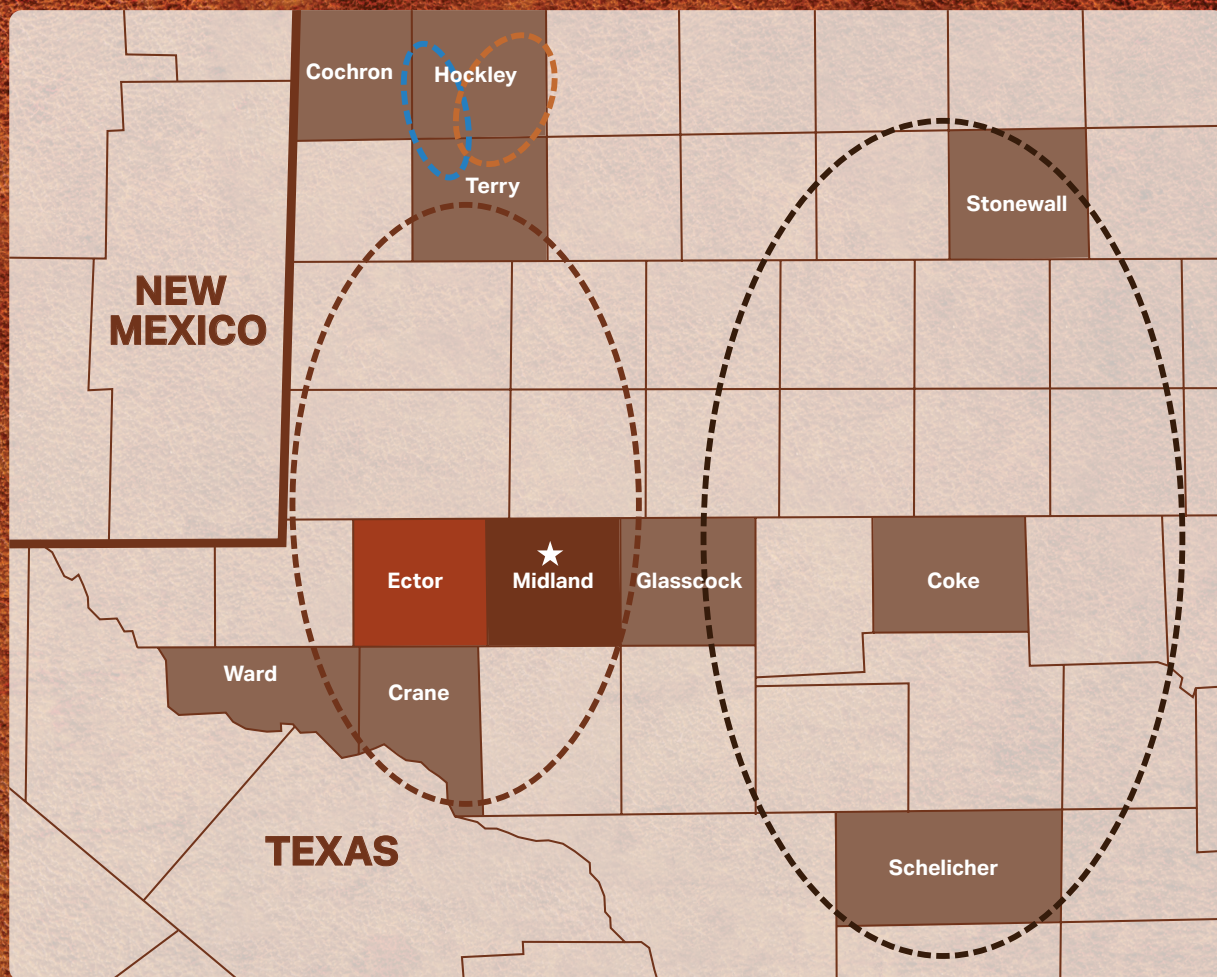 Cochron
Hockley
Terry
Stonewall
NEW
MEXICO
Ector
Midland
Glasscock
Coke
Ward
Crane
TEXAS
Schelicher